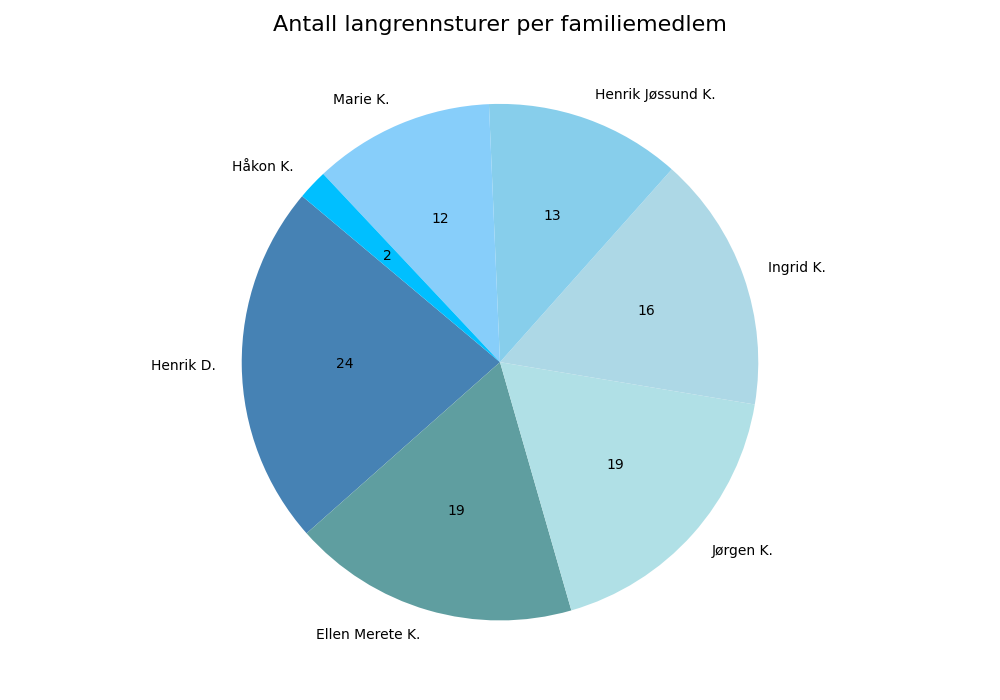 Antall langrennsturer per familiemedlem
Henrik Jøssund K.
Marie K.
Håkon K.
12
13
2
Ingrid K.
16
Henrik D.
24
19
19
Jørgen K.
Ellen Merete K.